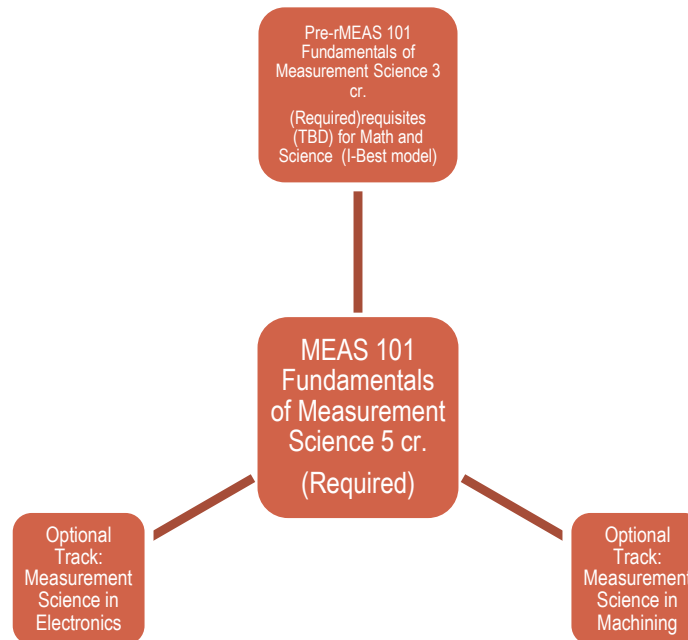 Pre-rMEAS 101
Fundamentals of
Measurement Science 3
cr.
(Required)requisites
(TBD) for Math and
Science (I-Best model)
MEAS 101
Fundamentals
of Measurement
Science 5 cr.
(Required)
Optional
Track:
Measurement
Science in
Electronics
Optional
Track:
Measurement
Science in
Machining